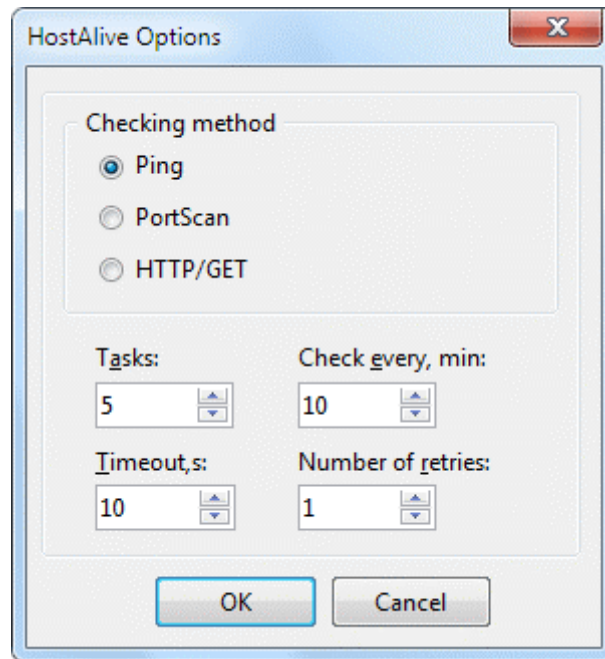 HostAlive Options
Checking method
Ping
PortScan
HTTP/GET
Tasks: Check every, min:
5 10
Timeout,s: Number of retries:
10 1
OK Cancel